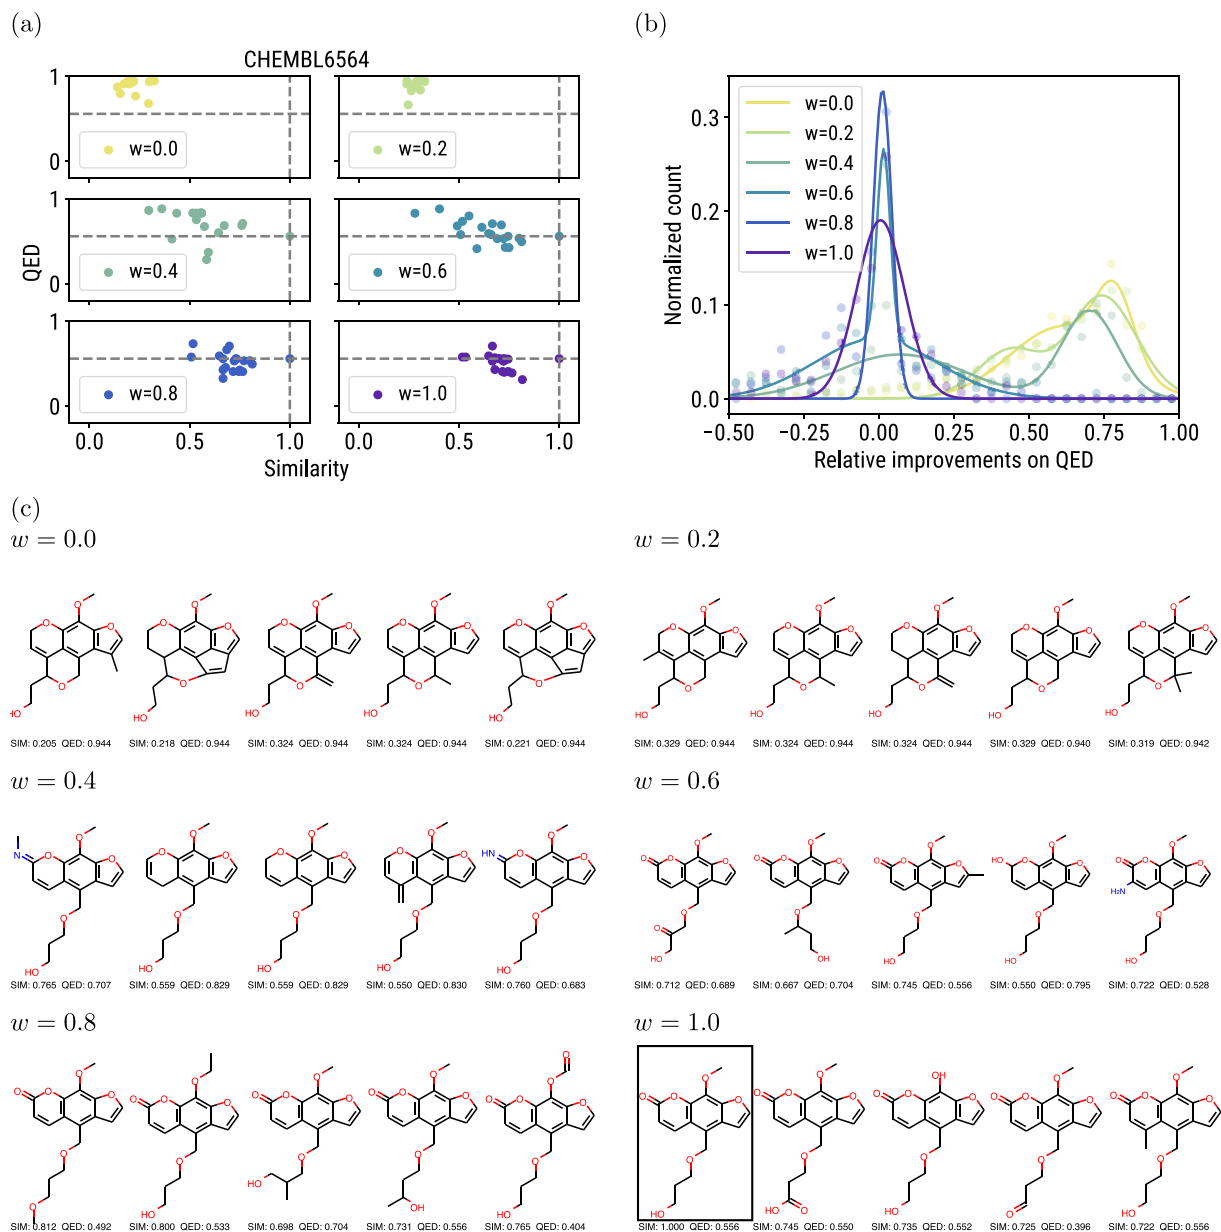 (a)
(b)
CHEMBL6564
1
0
w=0.0
w=0.2
1
0
w=0.4
w=0.6
1
0
w=0.8
w=1.0
QED
0.0 0.5 1.0
0.0 0.5 1.0
Similarity
w=0.0
w=0.2
w=0.4
w=0.6
w=0.8
w=1.0
0.3
0.2
0.1
0.0
Normalized count
−0.50 −0.25 0.00 0.25 0.50 0.75 1.00
Relative improvements on QED
(c)
w = 0.0
w = 0.2
SIM: 0.205 QED: 0.944
SIM: 0.218 QED: 0.944
SIM: 0.324 QED: 0.944
SIM: 0.324 QED: 0.944
SIM: 0.221 QED: 0.944
SIM: 0.329 QED: 0.944
SIM: 0.324 QED: 0.944
SIM: 0.324 QED: 0.944
SIM: 0.329 QED: 0.940
SIM: 0.319 QED: 0.942
w = 0.4
w = 0.6
SIM: 0.765 QED: 0.707
SIM: 0.559 QED: 0.829
SIM: 0.559 QED: 0.829
SIM: 0.550 QED: 0.830
SIM: 0.760 QED: 0.683
SIM: 0.712 QED: 0.689
SIM: 0.667 QED: 0.704
SIM: 0.745 QED: 0.556
SIM: 0.550 QED: 0.795
SIM: 0.722 QED: 0.528
w = 0.8
w = 1.0
SIM: 0.812 QED: 0.492
SIM: 0.800 QED: 0.533
SIM: 0.698 QED: 0.704
SIM: 0.731 QED: 0.556
SIM: 0.765 QED: 0.404
SIM: 1.000 QED: 0.556
SIM: 0.745 QED: 0.550
SIM: 0.735 QED: 0.552
SIM: 0.725 QED: 0.396
SIM: 0.722 QED: 0.556